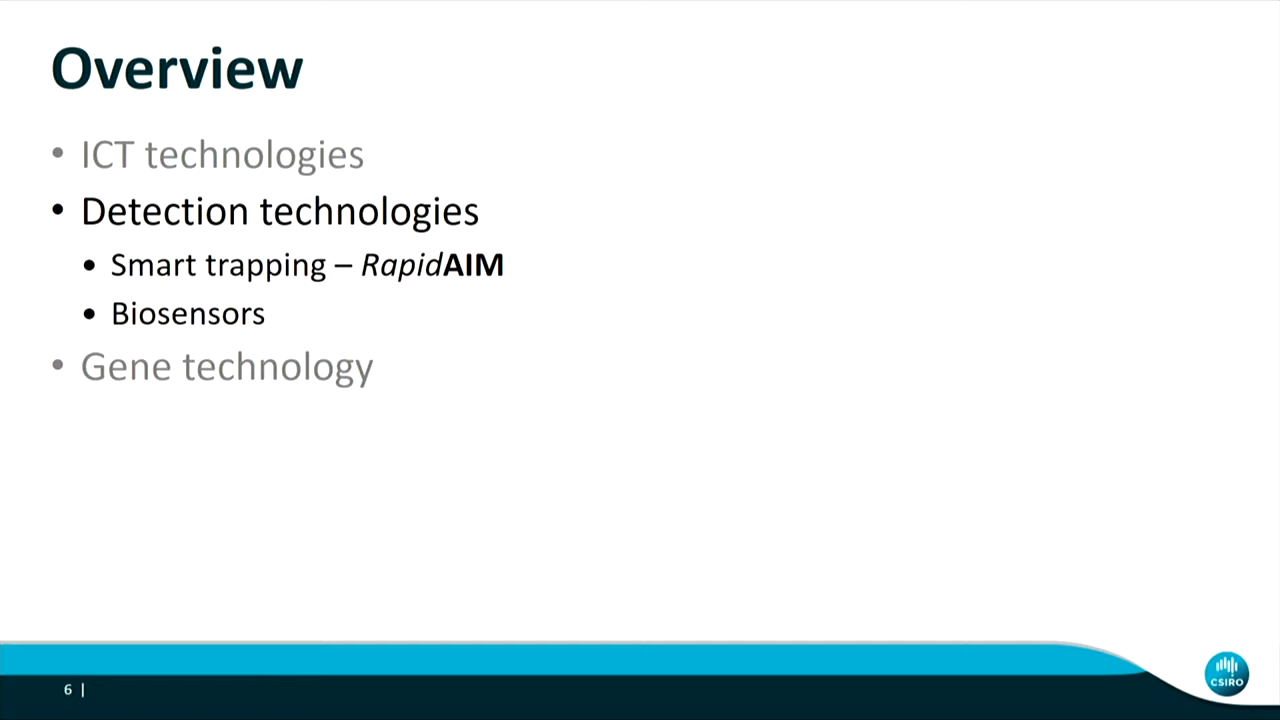 Overview
• ICT technologies
• Detection technologies
• Smart trapping – RapidAIM
• Biosensors
• Gene technology
6 |
CSIRO